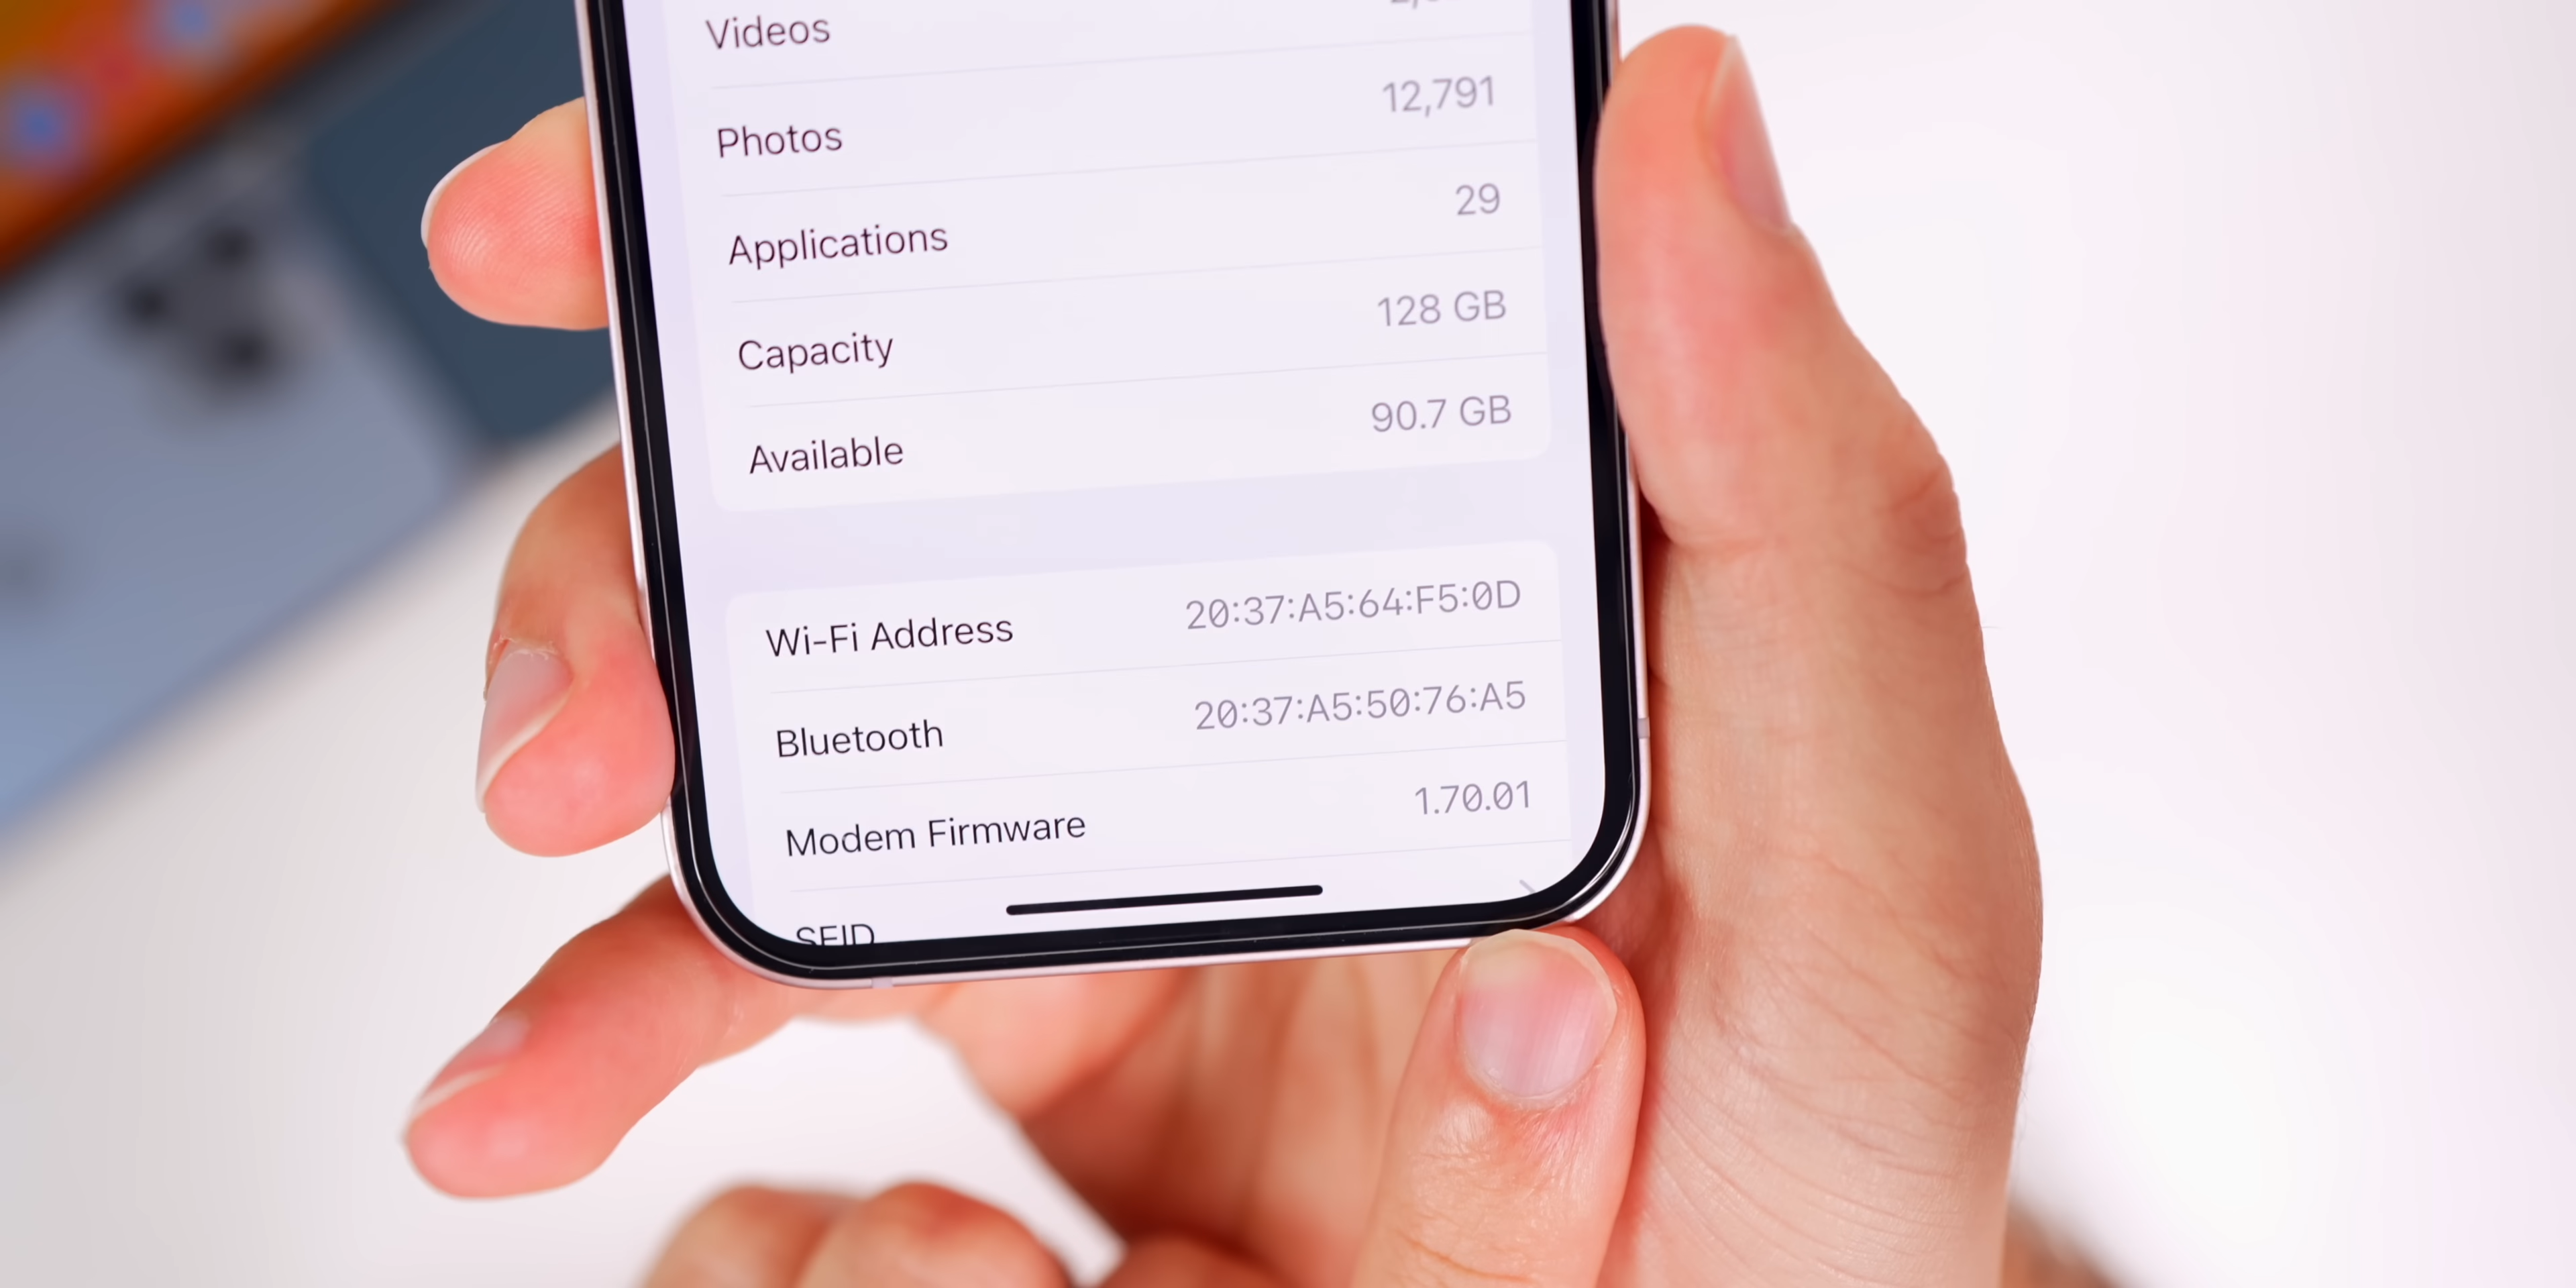 Videos
Photos 12,791
Applications 29
Capacity 128 GB
Available 90.7 GB
Wi-Fi Address 20:37:A5:64:F5:0D
Bluetooth 20:37:A5:50:76:A5
Modem Firmware 1.70.01
SEID